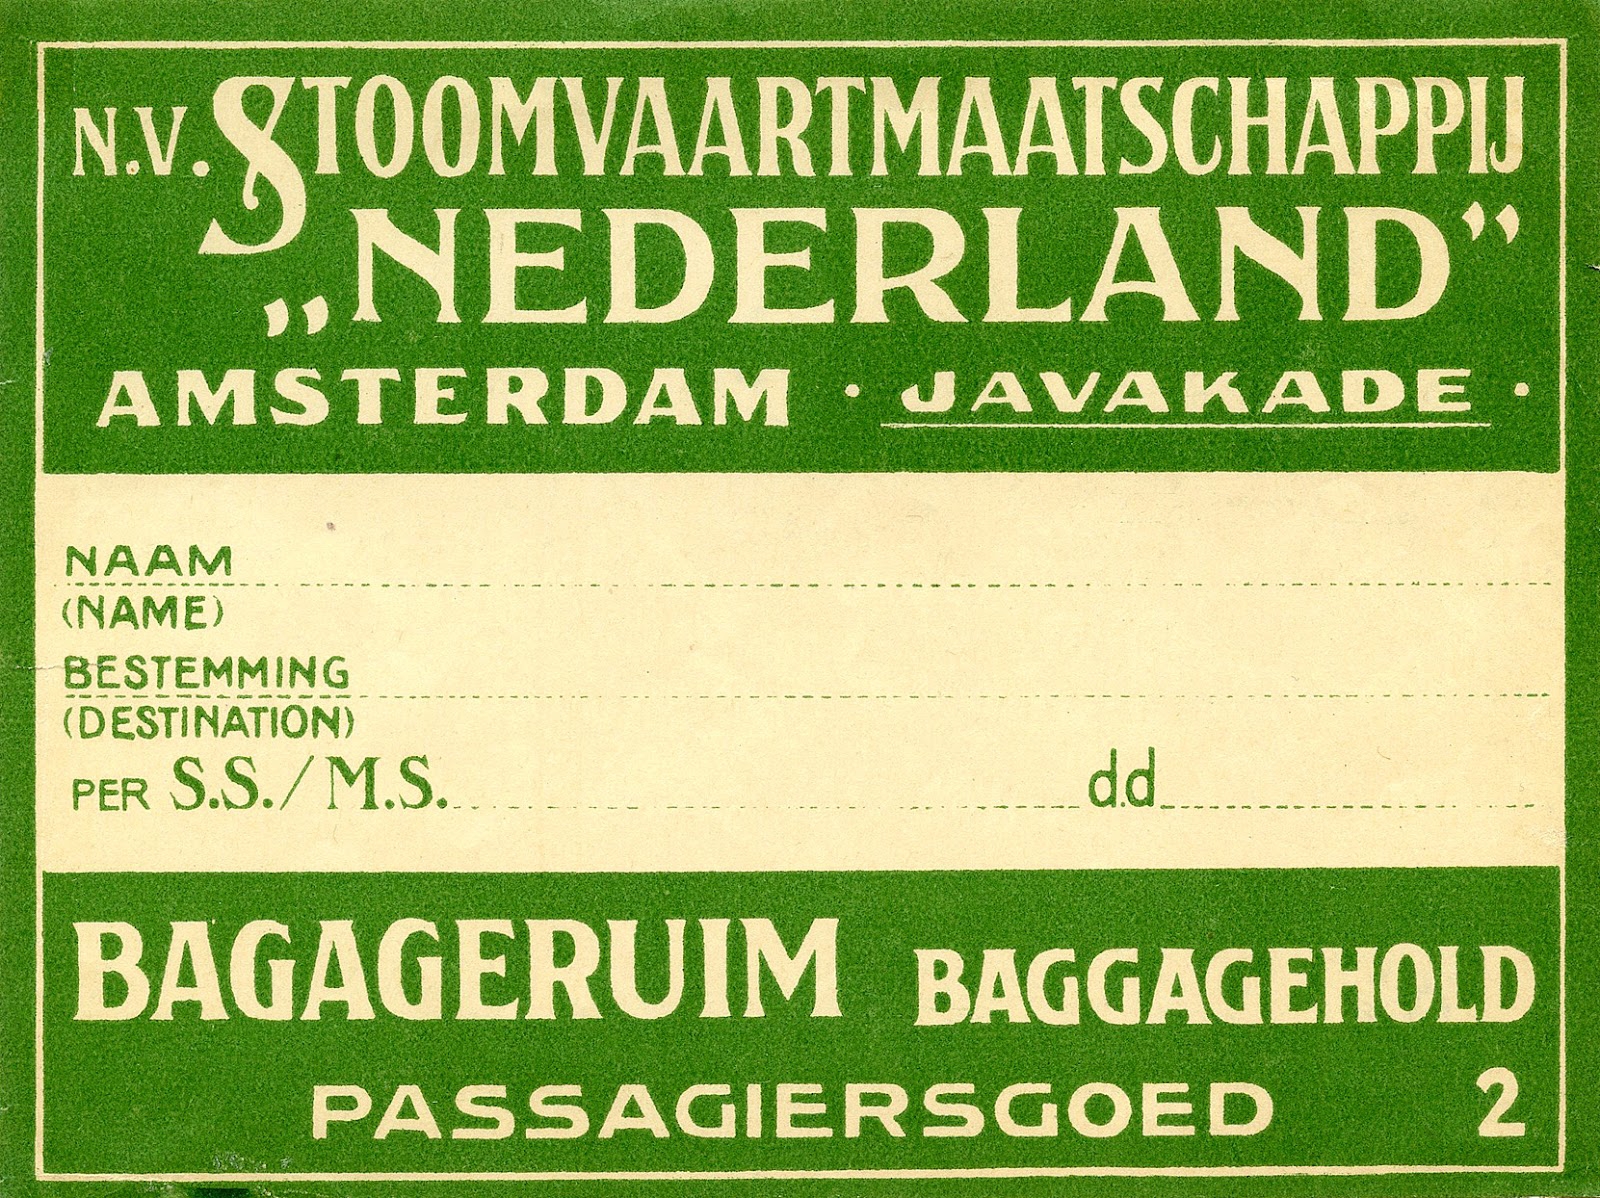 N.V. STOOMVAARTMAATSCHAPPIJ
„NEDERLAND”
AMSTERDAM · JAVAKADE ·
NAAM
(NAME)
BESTEMMING
(DESTINATION)
PER S.S./M.S. d.d
BAGAGERUIM BAGGAGEHOLD
PASSAGIERSGOED 2